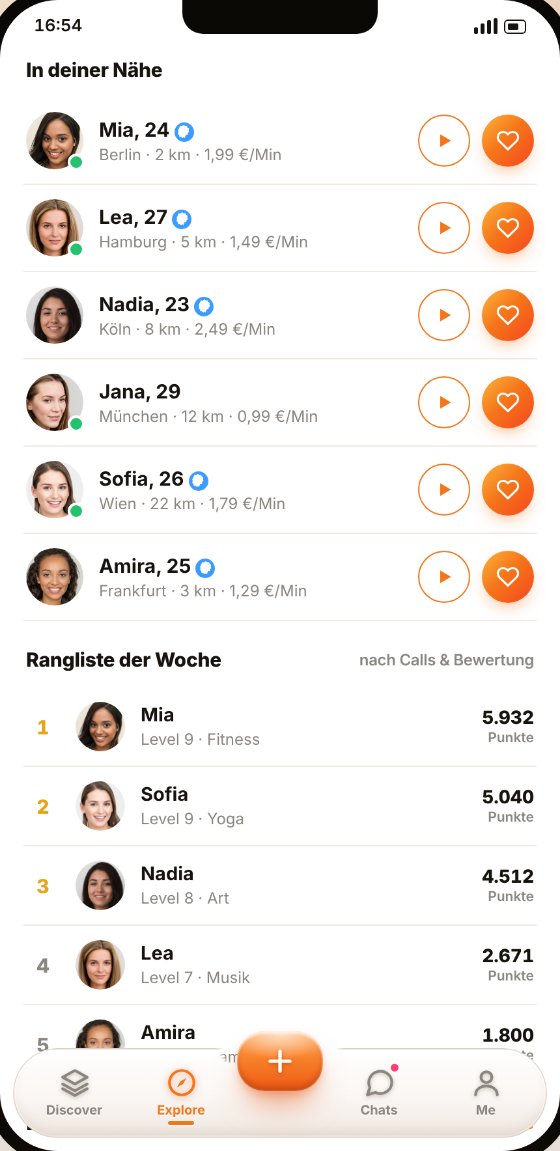 16:54
In deiner Nähe
Mia, 24
Berlin · 2 km · 1,99 €/Min
Lea, 27
Hamburg · 5 km · 1,49 €/Min
Nadia, 23
Köln · 8 km · 2,49 €/Min
Jana, 29
München · 12 km · 0,99 €/Min
Sofia, 26
Wien · 22 km · 1,79 €/Min
Amira, 25
Frankfurt · 3 km · 1,29 €/Min
Rangliste der Woche nach Calls & Bewertung
1 Mia 5.932
Level 9 · Fitness Punkte
2 Sofia 5.040
Level 9 · Yoga Punkte
3 Nadia 4.512
Level 8 · Art Punkte
4 Lea 2.671
Level 7 · Musik Punkte
5 Amira 1.800
Discover Explore Chats Me